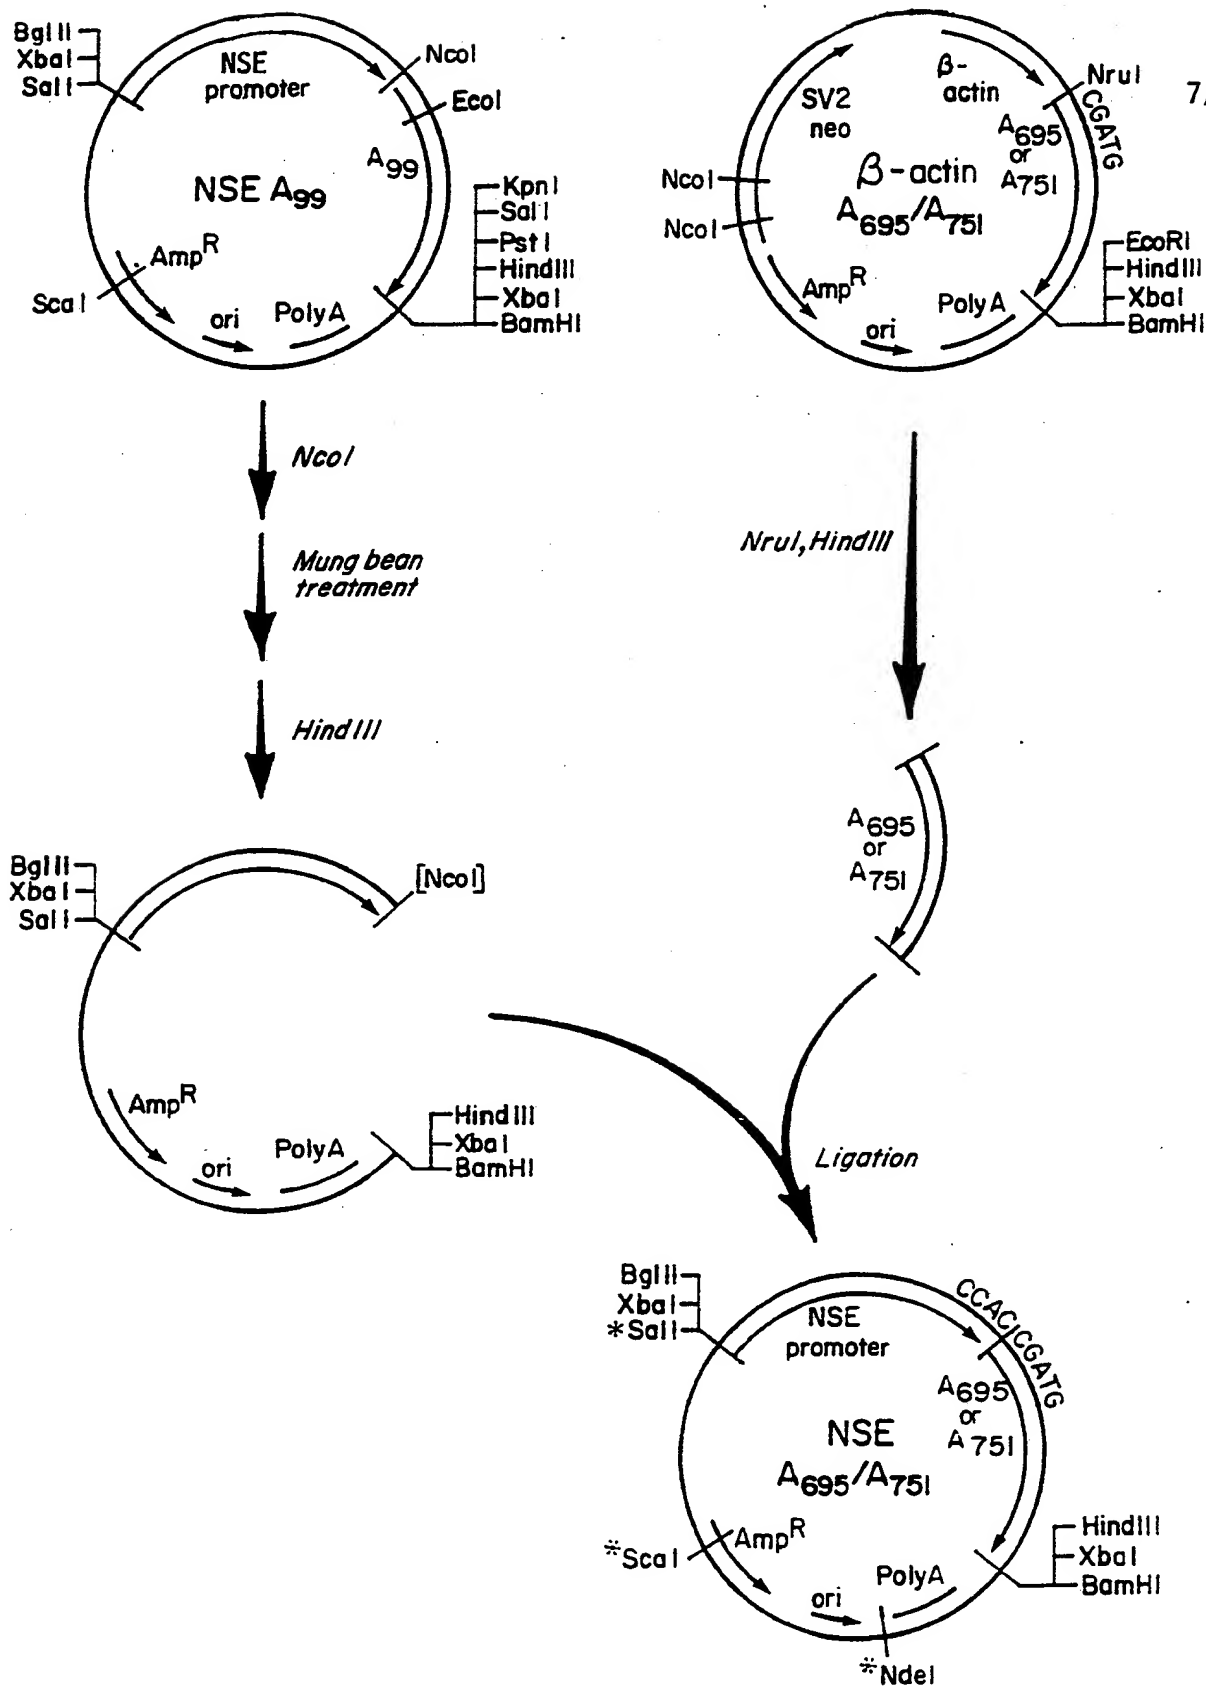 BglII
XbaI
SalI
NSE
promoter
NcoI
EcoI
A99
NSE A99
KpnI
SalI
PstI
HindIII
XbaI
BamHI
AmpR
ScaI
ori
PolyA
SV2
neo
β-
actin
NruI
CGATG
A695
or
A751
β-actin
A695/A751
NcoI
NcoI
EcoRI
HindIII
XbaI
BamHI
AmpR
ori
PolyA
7/
NcoI
Mung bean
treatment
HindIII
NruI, HindIII
A695
or
A751
BglII
XbaI
SalI
[NcoI]
AmpR
ori
PolyA
HindIII
XbaI
BamHI
Ligation
BglII
XbaI
*SalI
NSE
promoter
CCAC|CGATG
A695
or
A751
NSE
A695/A751
*ScaI
AmpR
ori
PolyA
HindIII
XbaI
BamHI
*NdeI